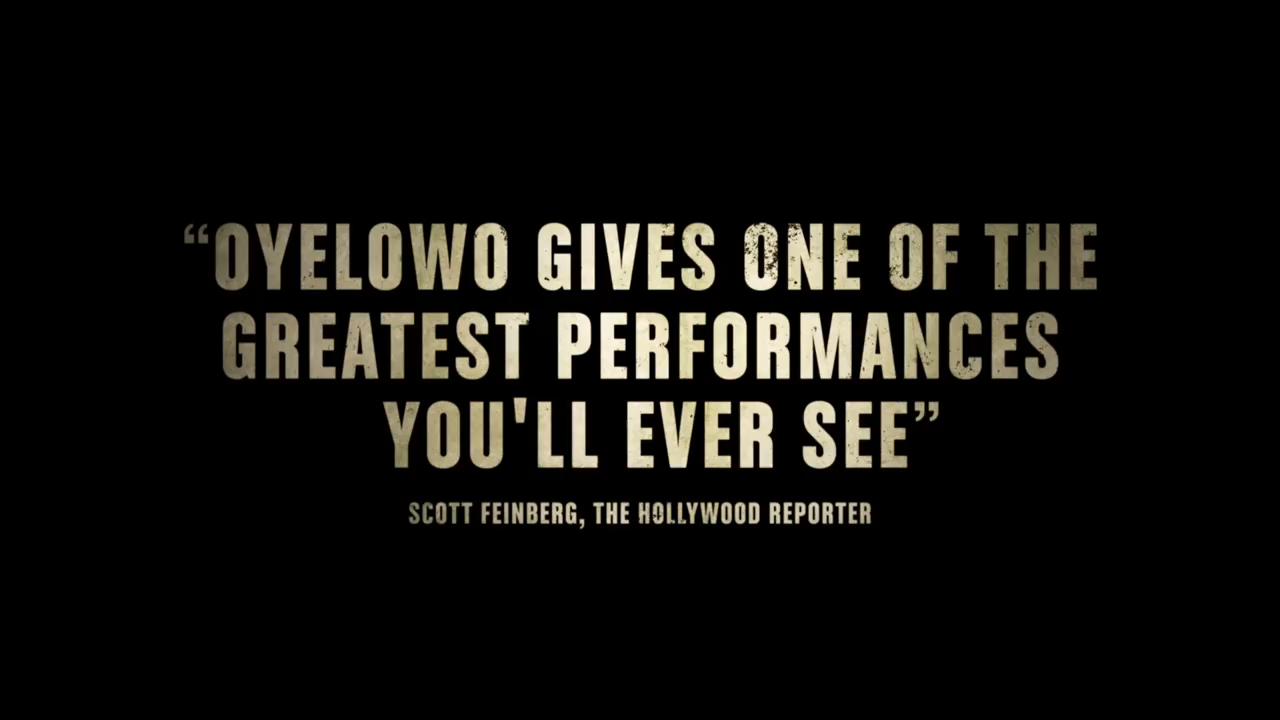 “OYELOWO GIVES ONE OF THE
GREATEST PERFORMANCES
YOU'LL EVER SEE”
SCOTT FEINBERG, THE HOLLYWOOD REPORTER